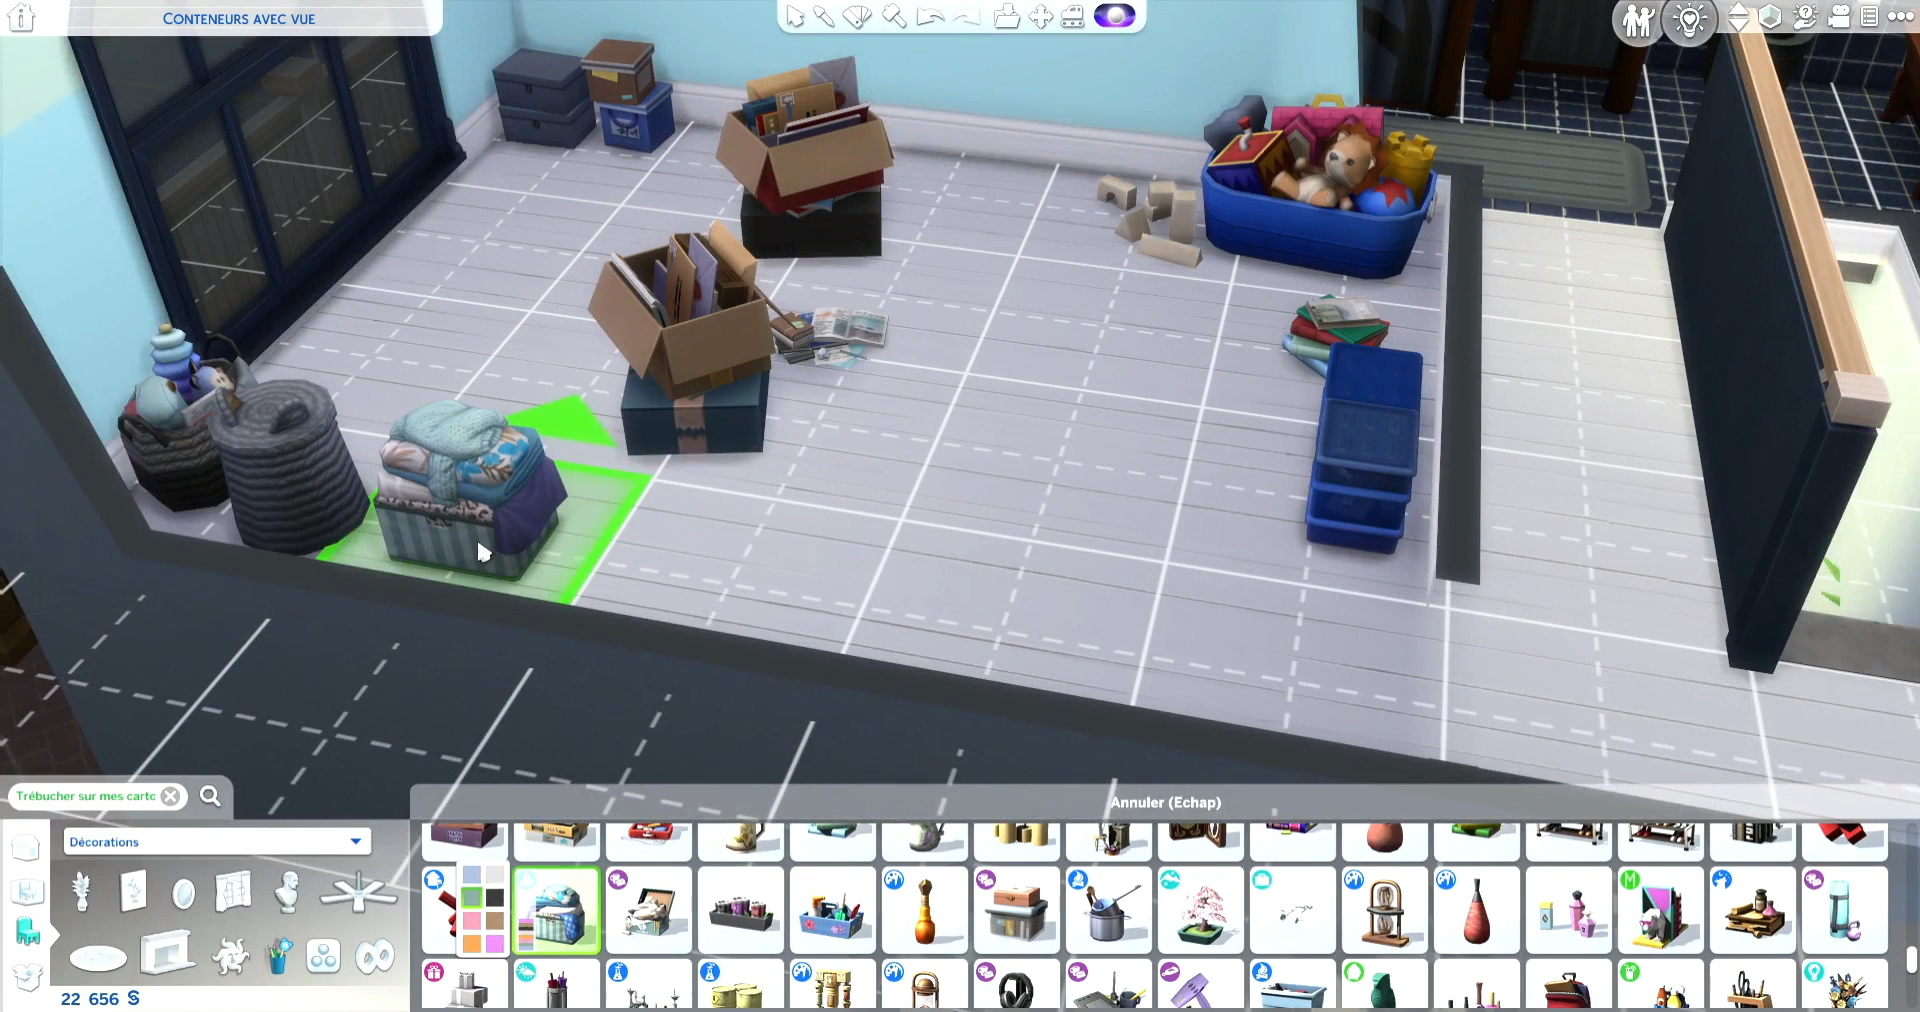 CONTENEURS AVEC VUE
Trébucher sur mes carto
Annuler (Echap)
Décorations
22 656 §